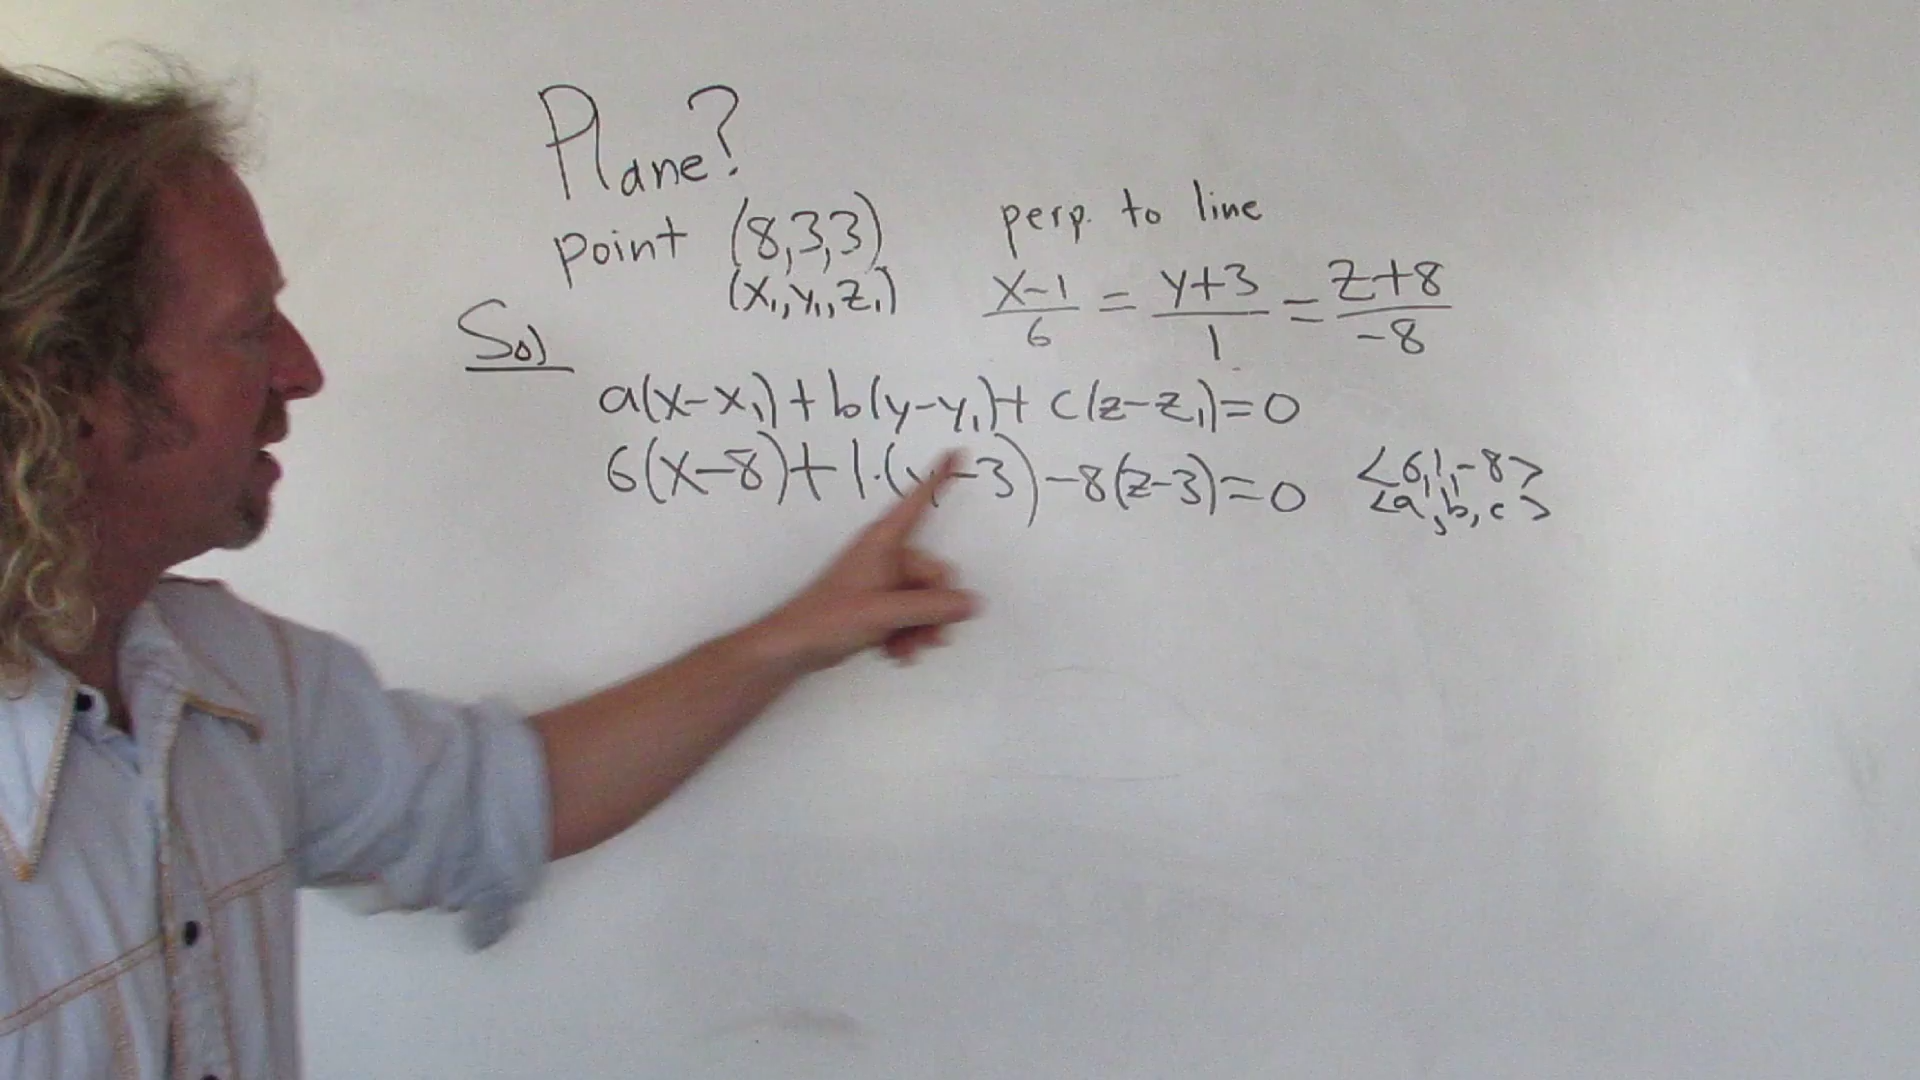 Plane?
point (8,3,3)
(x₁,y₁,z₁)
perp. to line
x-1/6 = y+3/1 = z+8/-8
Sol
a(x-x₁)+b(y-y₁)+c(z-z₁)=0
6(x-8)+1·(y-3)-8(z-3)=0
<6,1,-8>
<a,b,c>